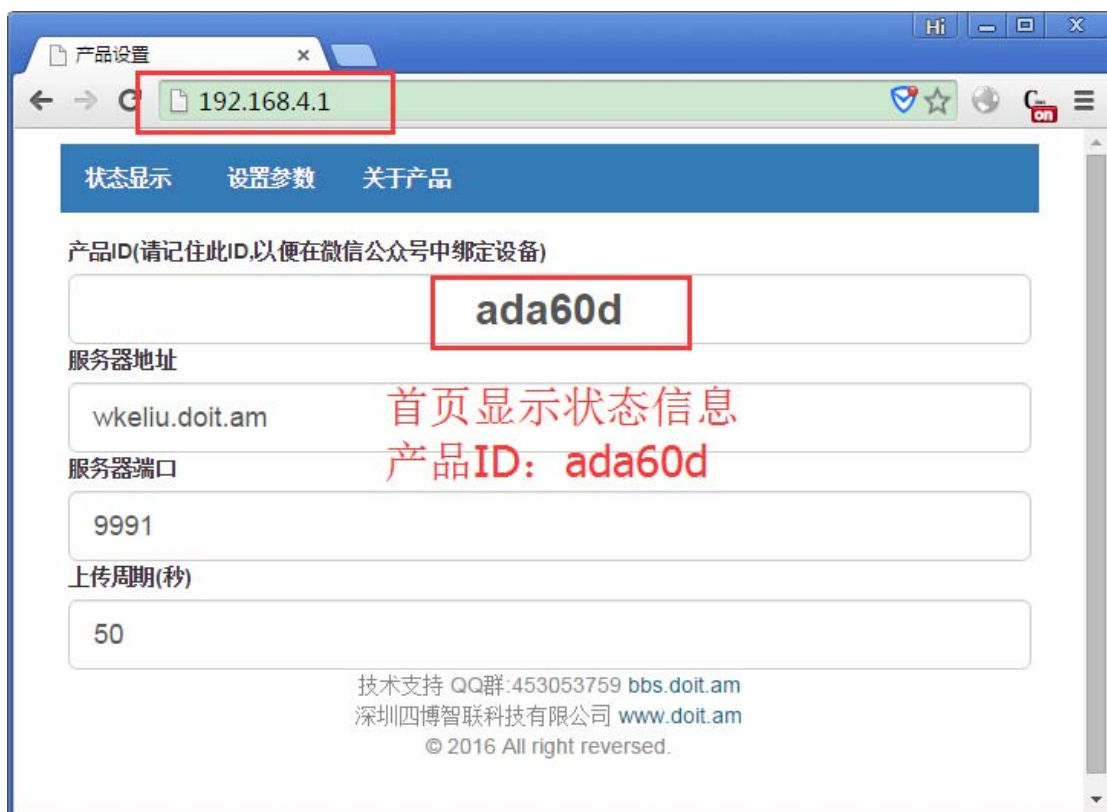 Hi
产品设置
192.168.4.1
on
状态显示 设置参数 关于产品
产品ID(请记住此ID,以便在微信公众号中绑定设备)
ada60d
服务器地址
wkeliu.doit.am
首页显示状态信息
产品ID：ada60d
服务器端口
9991
上传周期(秒)
50
技术支持 QQ群:453053759 bbs.doit.am
深圳四博智联科技有限公司 www.doit.am
© 2016 All right reversed.